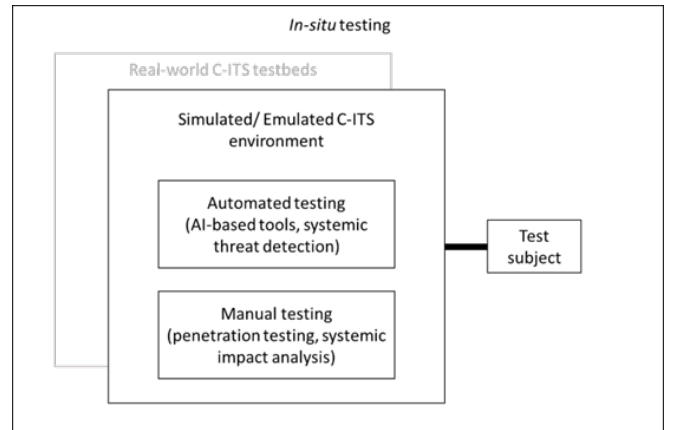 In-situ testing
Real-world C-ITS testbeds
Simulated/ Emulated C-ITS
environment
Automated testing
(AI-based tools, systemic
threat detection)
Test
subject
Manual testing
(penetration testing, systemic
impact analysis)